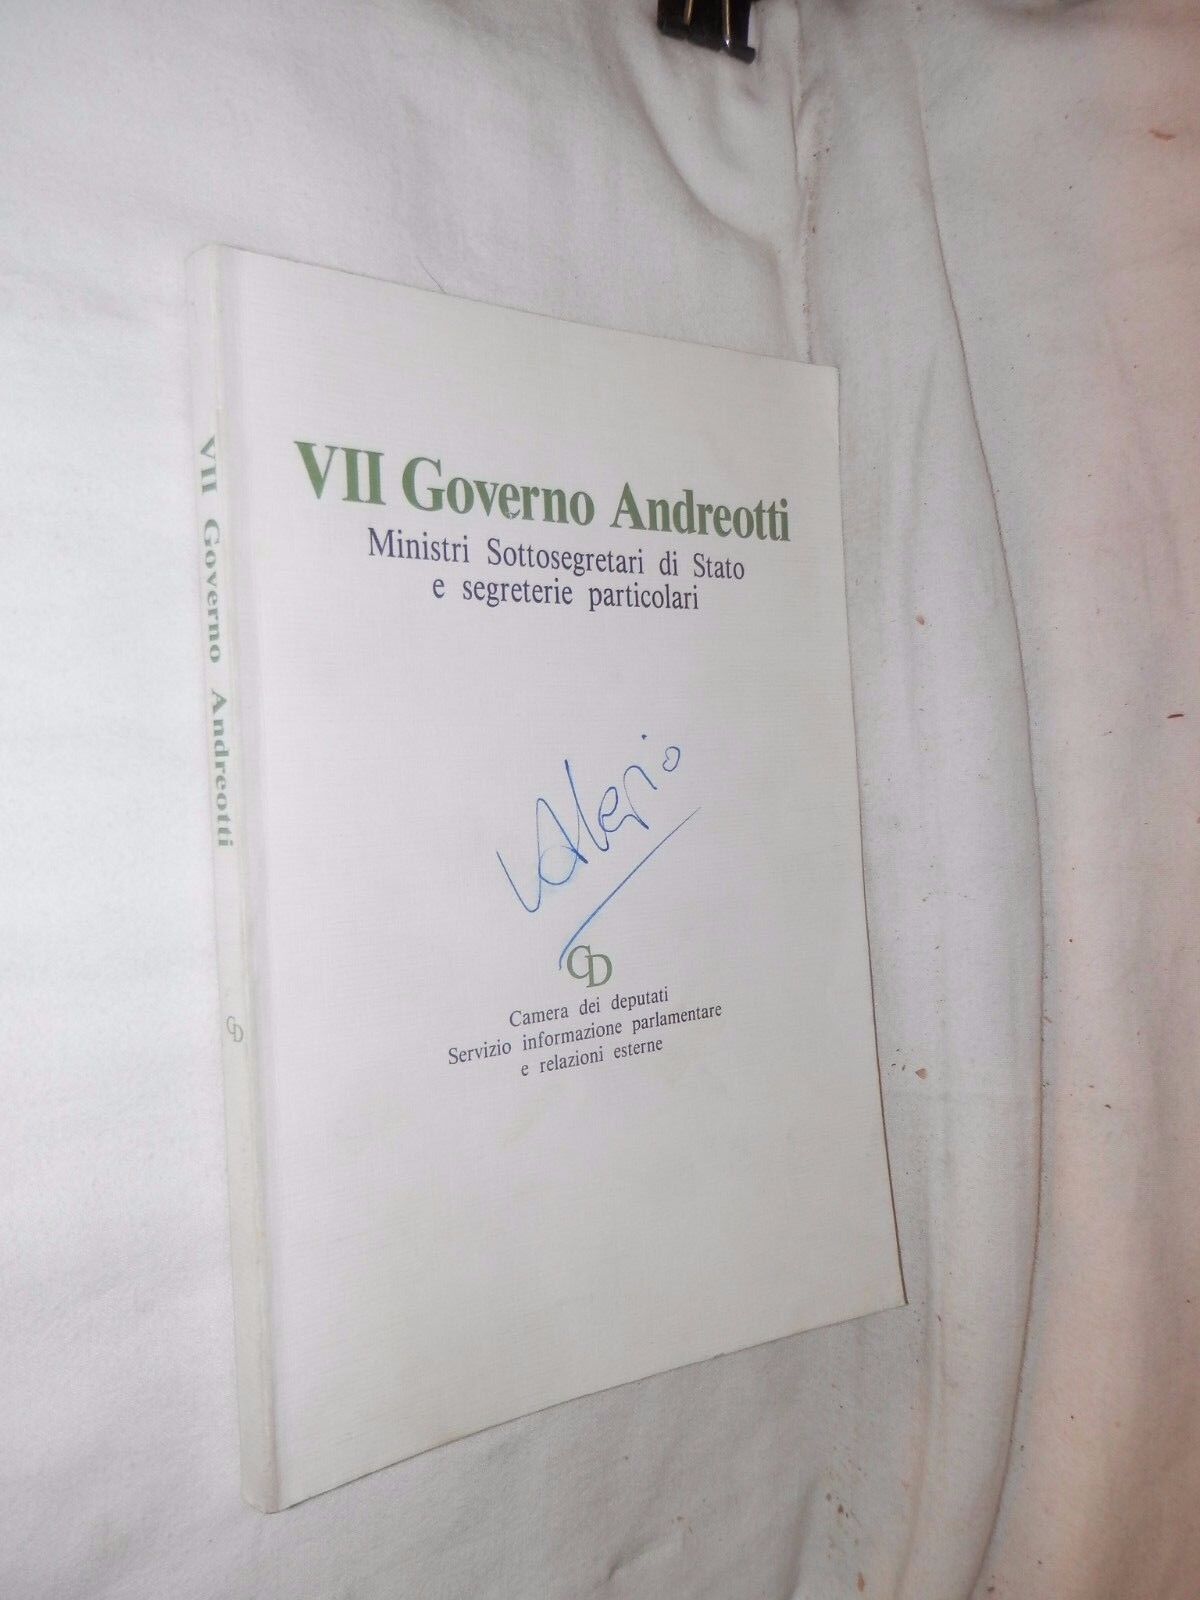 VII Governo Andreotti
Ministri Sottosegretari di Stato
e segreterie particolari
Valerio
CD
Camera dei deputati
Servizio informazione parlamentare
e relazioni esterne
VII Governo Andreotti
CD